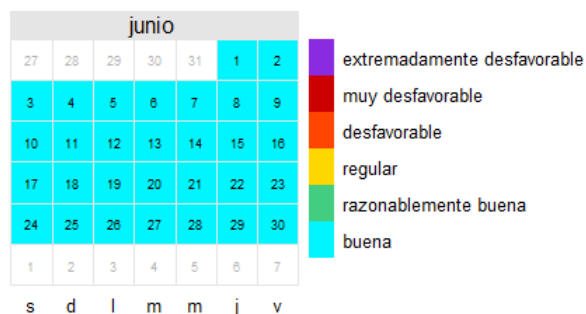 junio
27 28 29 30 31 1 2
3 4 5 6 7 8 9
10 11 12 13 14 15 16
17 18 19 20 21 22 23
24 25 26 27 28 29 30
1 2 3 4 5 6 7
s d l m m j v
extremadamente desfavorable
muy desfavorable
desfavorable
regular
razonablemente buena
buena